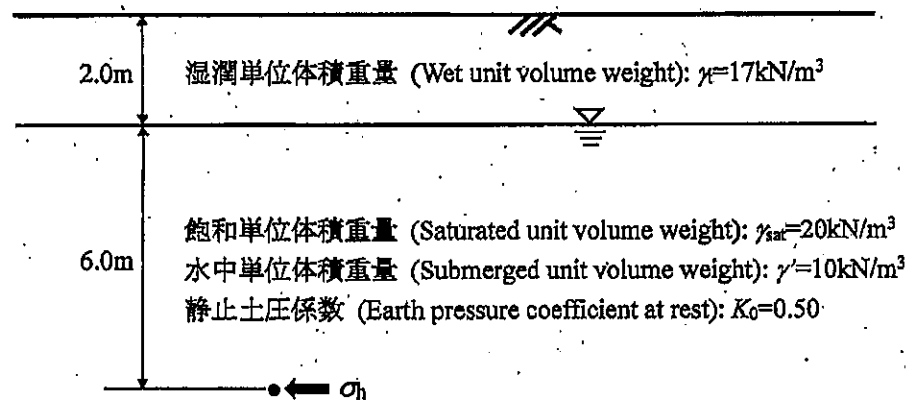 2.0m
湿潤単位体積重量 (Wet unit volume weight): γt=17kN/m³
6.0m
飽和単位体積重量 (Saturated unit volume weight): γsat=20kN/m³
水中単位体積重量 (Submerged unit volume weight): γ'=10kN/m³
静止土圧係数 (Earth pressure coefficient at rest): K₀=0.50
σh